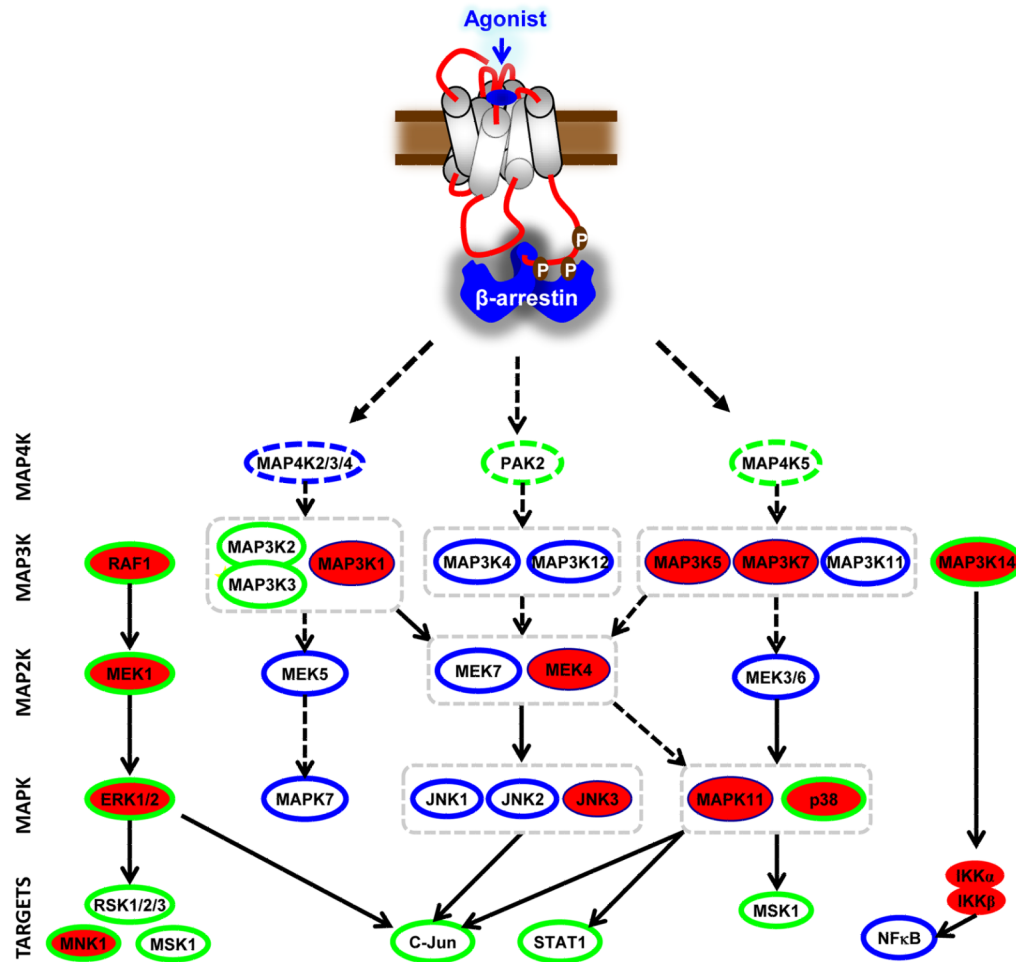 Agonist
P
P P
β-arrestin
MAP4K
MAP4K2/3/4 PAK2 MAP4K5
MAP3K
MAP3K2
RAF1 MAP3K1 MAP3K4 MAP3K12 MAP3K5 MAP3K7 MAP3K11 MAP3K14
MAP3K3
MAP2K
MEK1 MEK5 MEK7 MEK4 MEK3/6
MAPK
ERK1/2 MAPK7 JNK1 JNK2 JNK3 MAPK11 p38
TARGETS
IKKα
IKKβ
RSK1/2/3 MSK1
MNK1 MSK1 C-Jun STAT1 NFκB